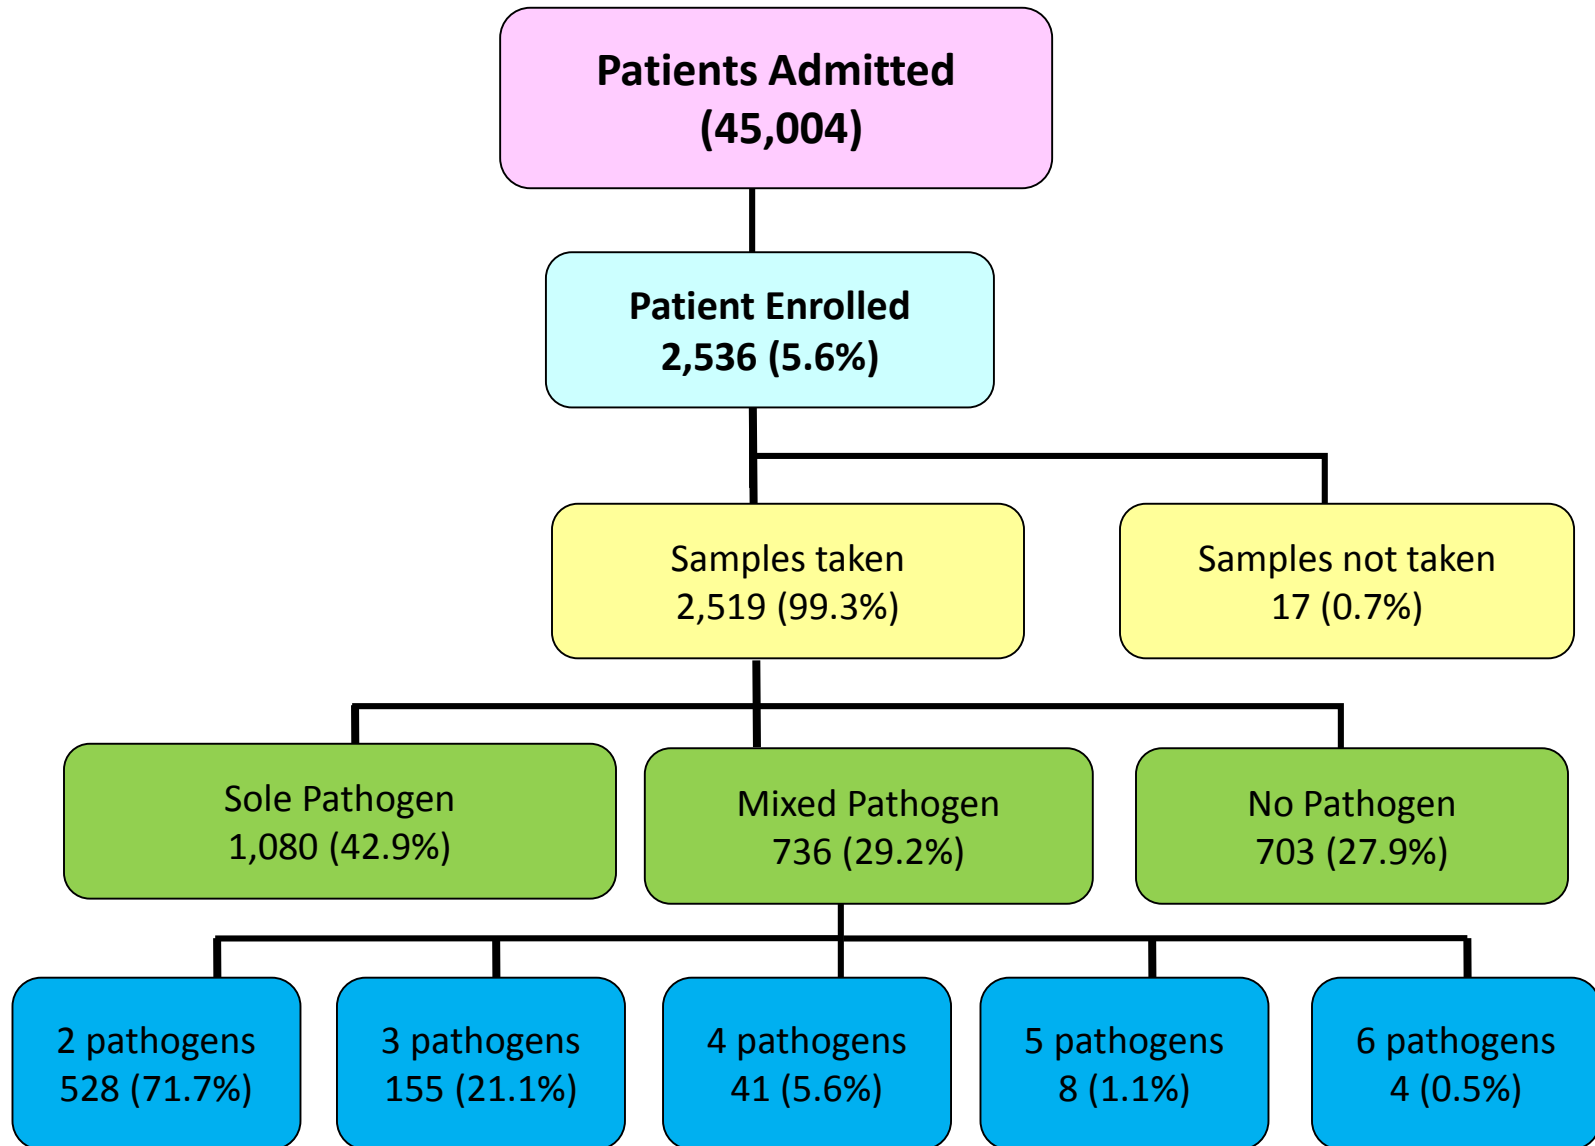 Patients Admitted
(45,004)
Patient Enrolled
2,536 (5.6%)
Samples taken
2,519 (99.3%)
Samples not taken
17 (0.7%)
Sole Pathogen
1,080 (42.9%)
Mixed Pathogen
736 (29.2%)
No Pathogen
703 (27.9%)
2 pathogens
528 (71.7%)
3 pathogens
155 (21.1%)
4 pathogens
41 (5.6%)
5 pathogens
8 (1.1%)
6 pathogens
4 (0.5%)